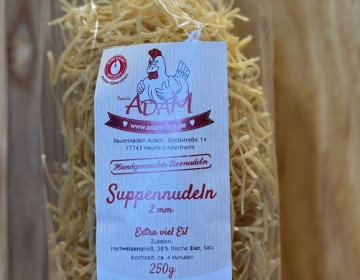 Familie
ADAM
www.adams-hof.de
Bauernladen Adam · Kirchstraße 14
77743 Neuried-Altenheim
Handgemachte Eiernudeln
Suppennudeln
2 mm
Extra viel Ei!
Zutaten:
Hartweizengrieß, 38% frische Eier, Salz
Kochzeit: ca. 4 Minuten
250g